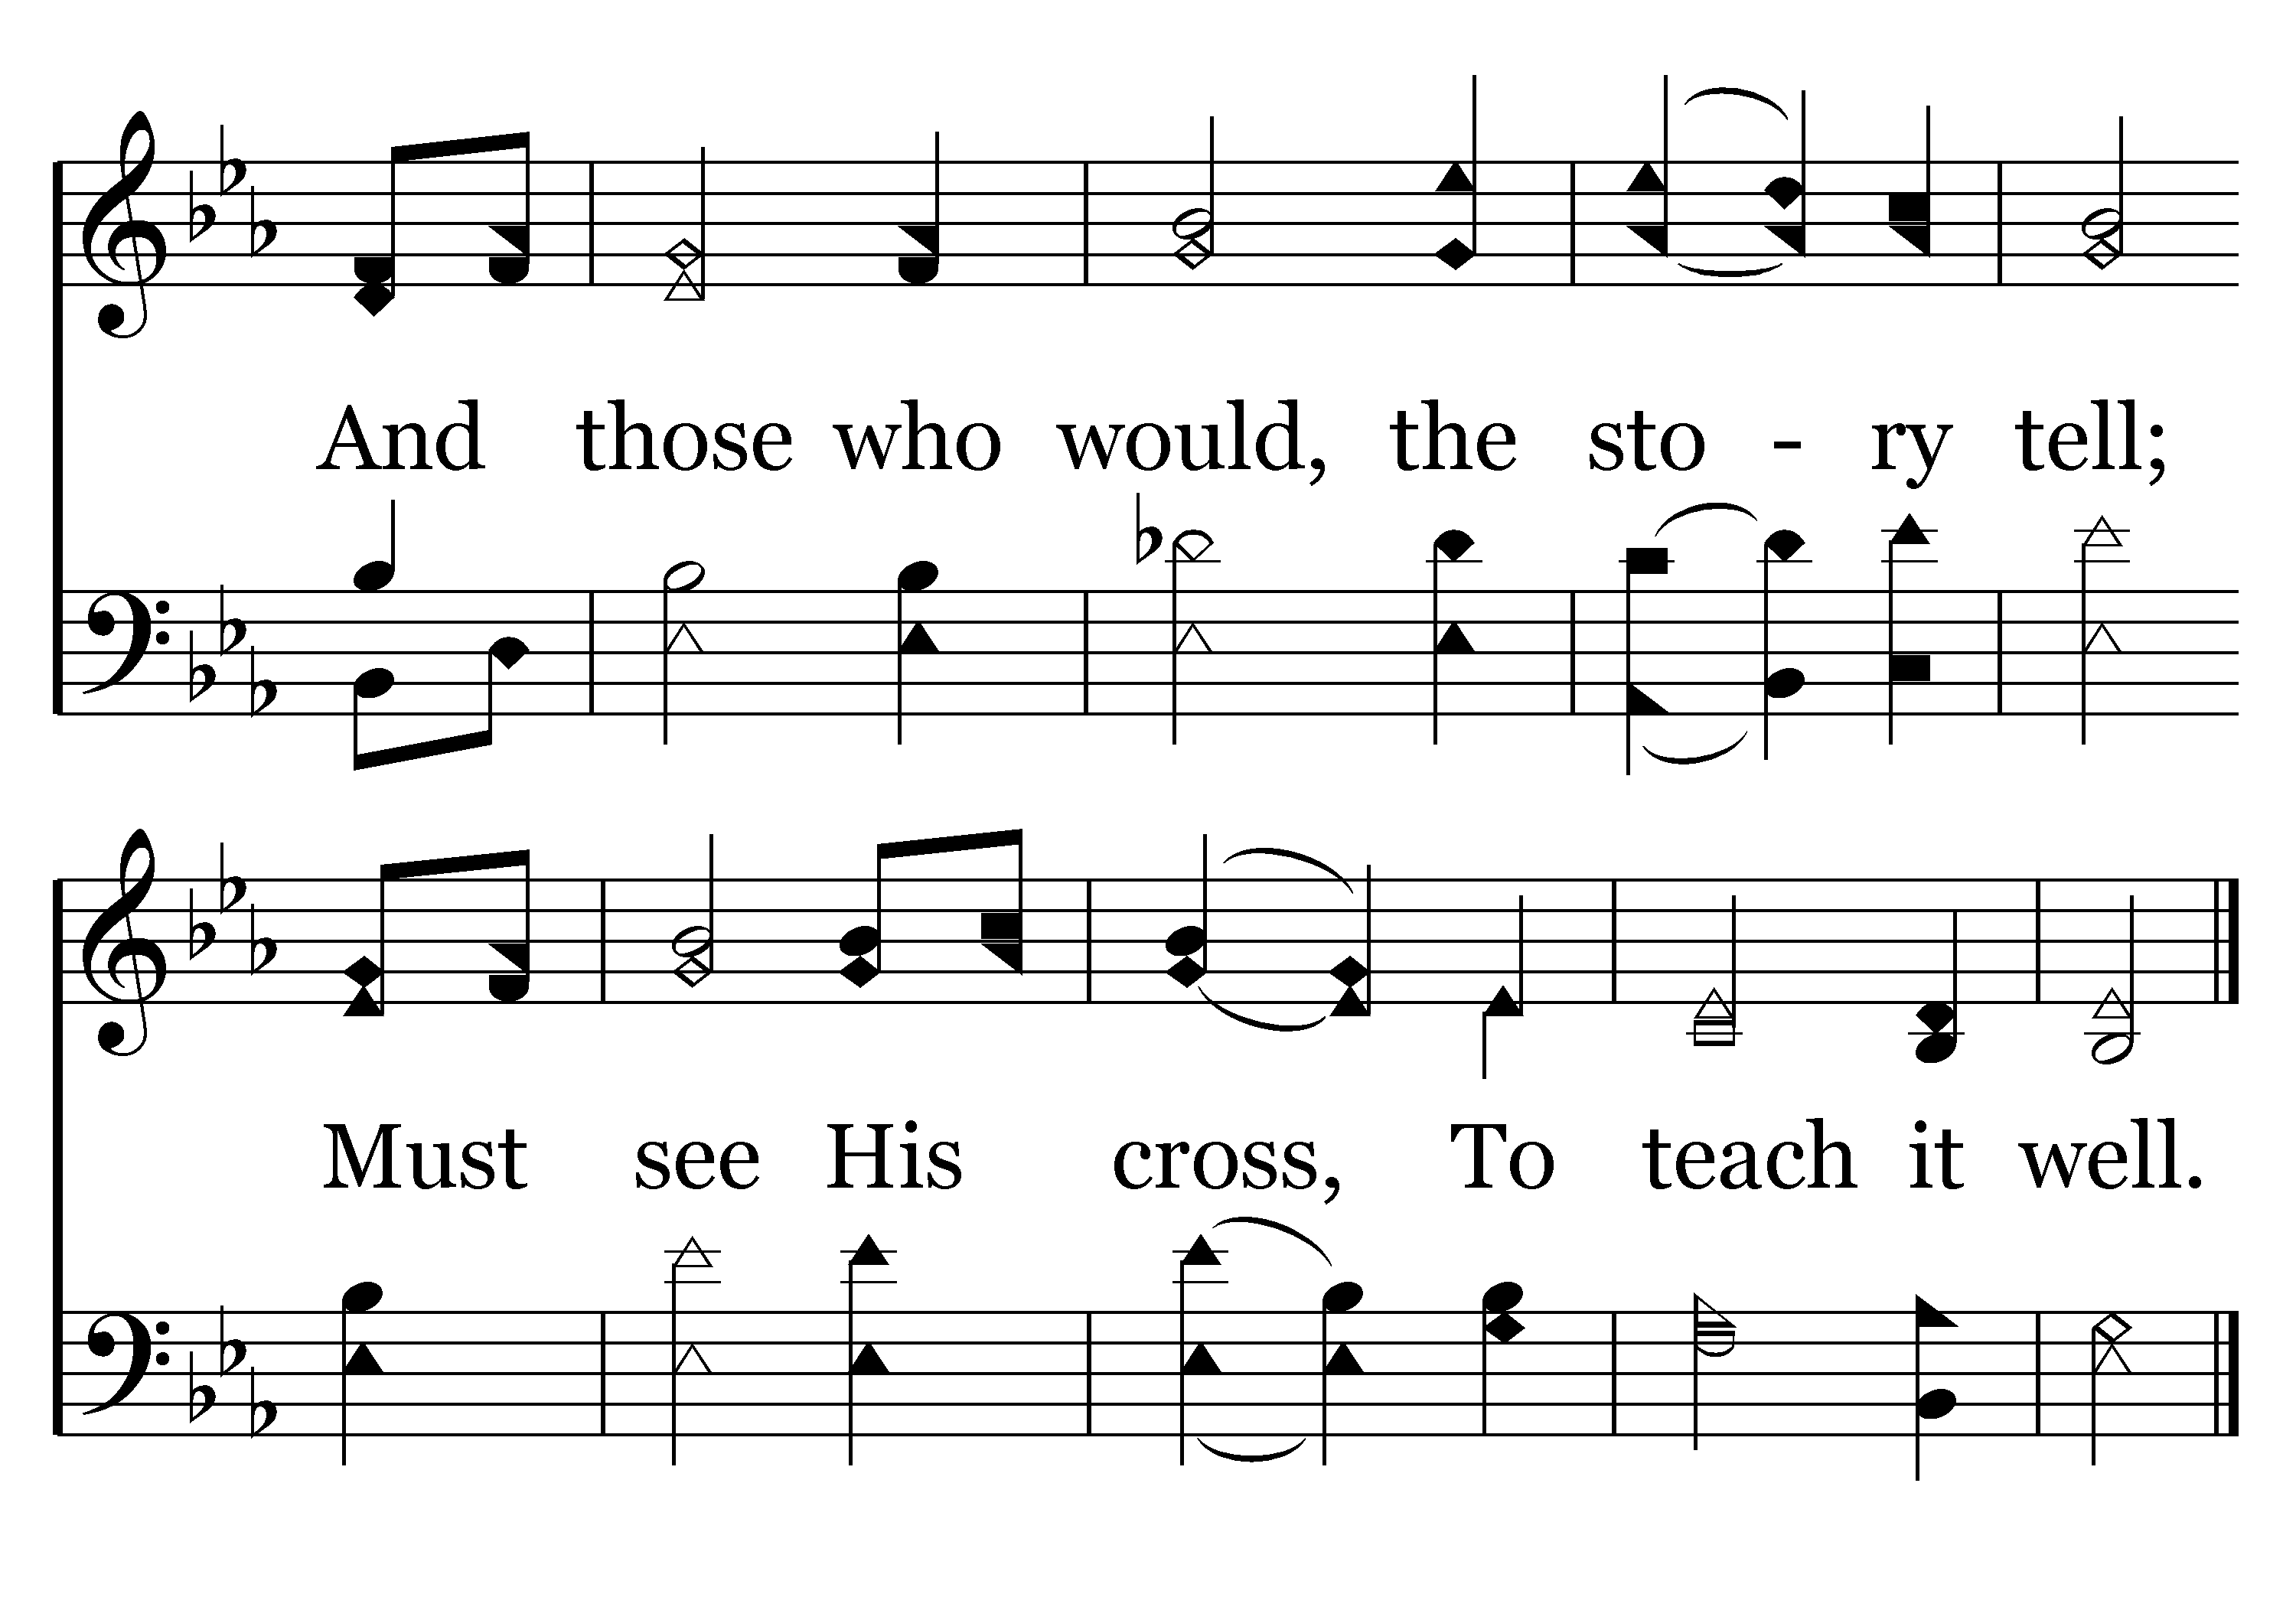 And those who would, the sto - ry tell;
Must see His cross, To teach it well.